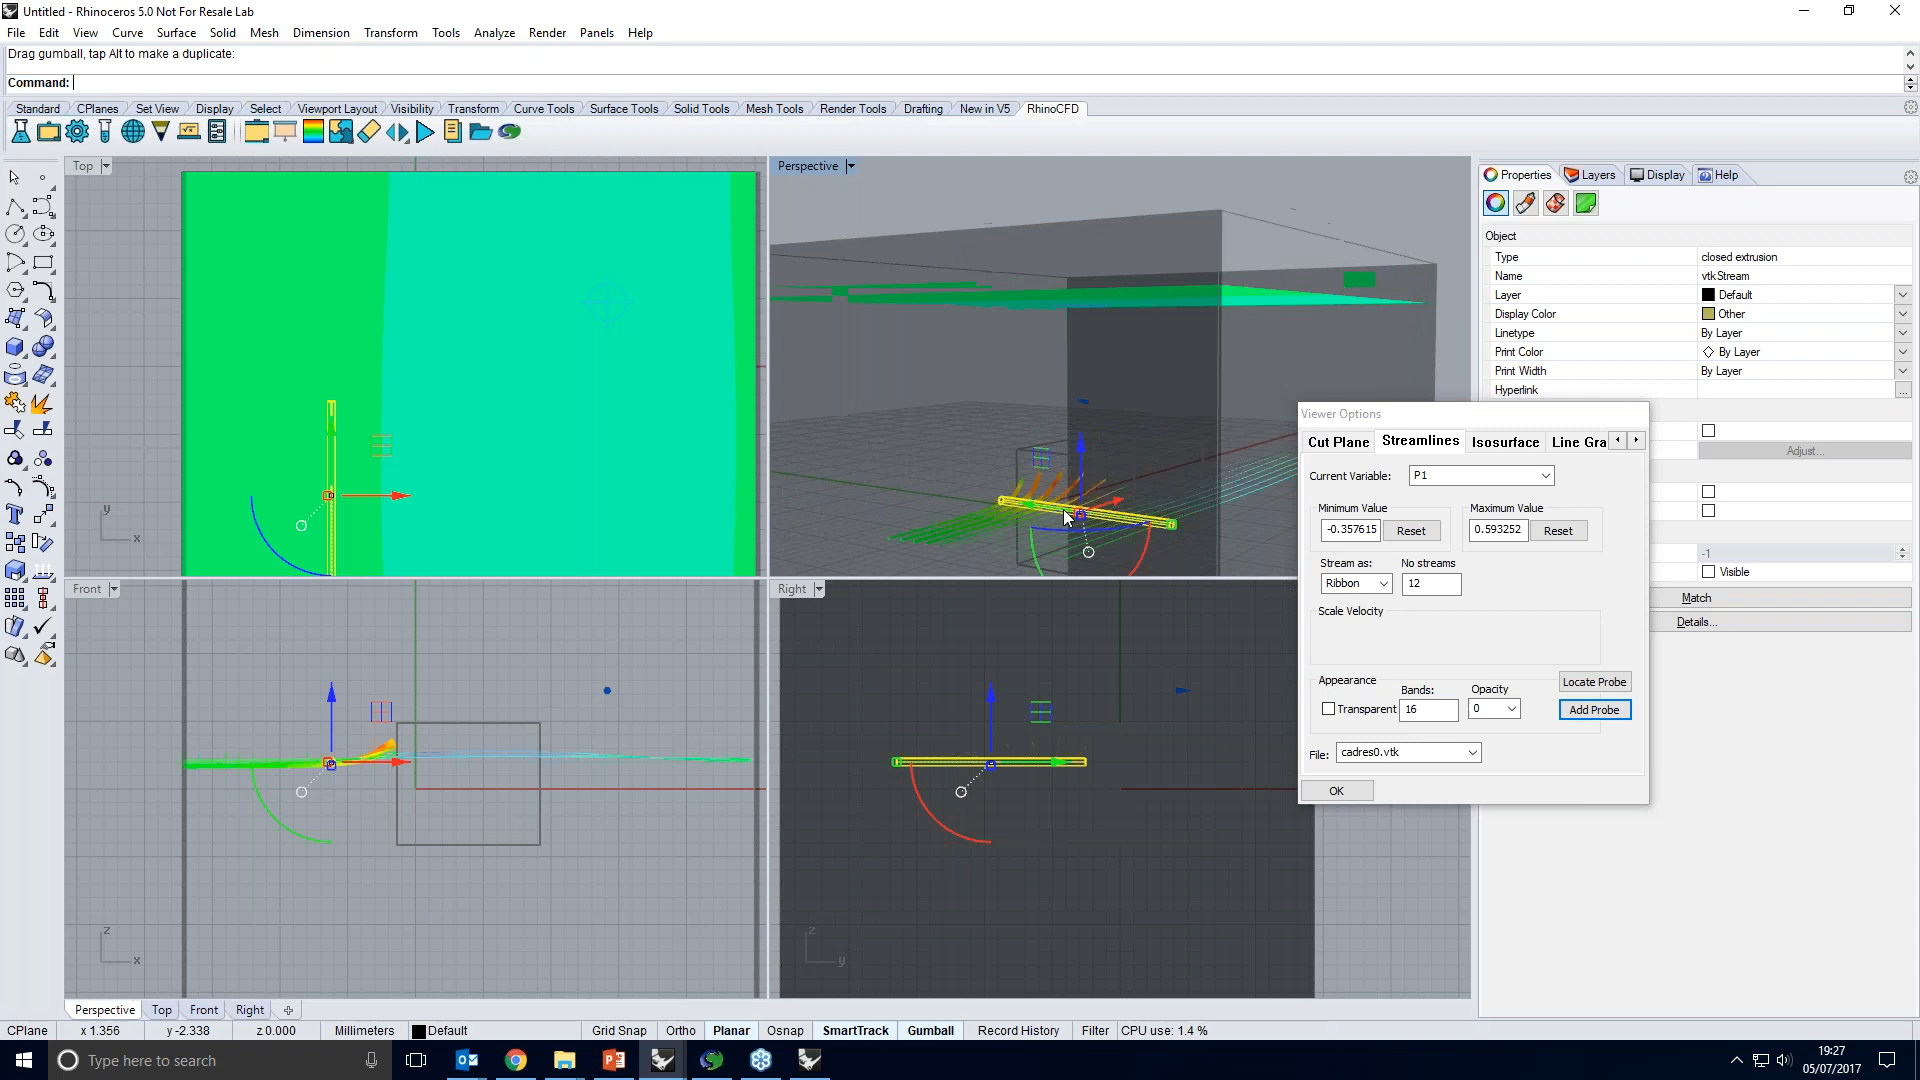 Untitled - Rhinoceros 5.0 Not For Resale Lab
File Edit View Curve Surface Solid Mesh Dimension Transform Tools Analyze Render Panels Help
Drag gumball, tap Alt to make a duplicate:
Command:
Standard CPlanes Set View Display Select Viewport Layout Visibility Transform Curve Tools Surface Tools Solid Tools Mesh Tools Render Tools Drafting New in V5 RhinoCFD
Top
Perspective
Properties Layers Display Help
Object
Type closed extrusion
Name vtkStream
Layer Default
Display Color Other
Linetype By Layer
Print Color By Layer
Print Width By Layer
Hyperlink ...
Viewer Options
Cut Plane Streamlines Isosurface Line Gra
Adjust...
Current Variable: P1
Minimum Value Maximum Value
-0.357615 Reset 0.593252 Reset
Stream as: No streams
Ribbon 12
Scale Velocity
-1
Visible
Match
Details...
Appearance
Bands: Opacity
Locate Probe
Transparent 16 0
Add Probe
File: cadres0.vtk
OK
y
x
Front
Right
z
x
z
y
Perspective Top Front Right
CPlane x 1.356 y -2.338 z 0.000 Millimeters Default Grid Snap Ortho Planar Osnap SmartTrack Gumball Record History Filter CPU use: 1.4 %
Type here to search
19:27
05/07/2017